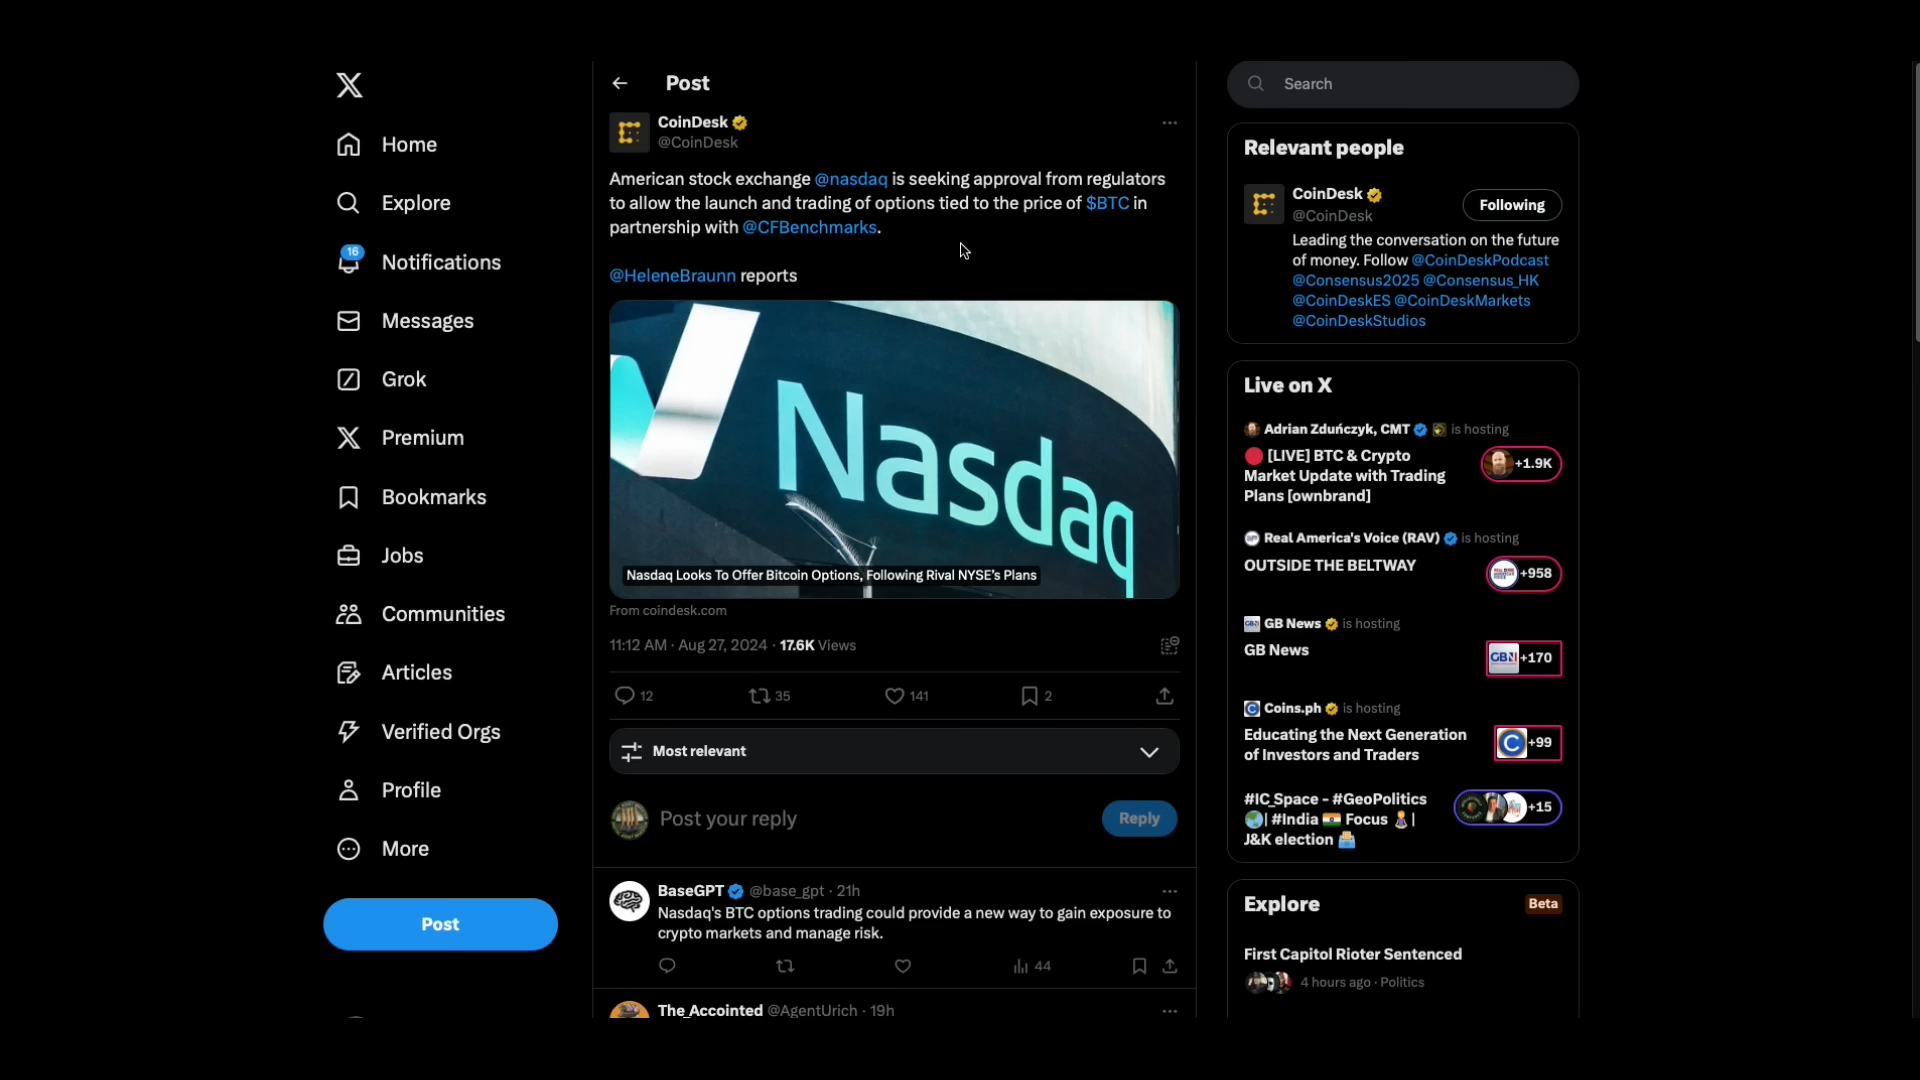 Home
Explore
16
Notifications
Messages
Grok
Premium
Bookmarks
Jobs
Communities
Articles
Verified Orgs
Profile
More
Post
Post
CoinDesk
@CoinDesk
American stock exchange @nasdaq is seeking approval from regulators
to allow the launch and trading of options tied to the price of $BTC in
partnership with @CFBenchmarks.
@HeleneBraunn reports
Nasdaq
Nasdaq Looks To Offer Bitcoin Options, Following Rival NYSE's Plans
From coindesk.com
11:12 AM · Aug 27, 2024 · 17.6K Views
12 35 141 2
Most relevant
Post your reply
Reply
BaseGPT @base_gpt · 21h
Nasdaq's BTC options trading could provide a new way to gain exposure to
crypto markets and manage risk.
44
The Accointed @AgentUrich · 19h
Search
Relevant people
CoinDesk
@CoinDesk
Following
Leading the conversation on the future
of money. Follow @CoinDeskPodcast
@Consensus2025 @Consensus_HK
@CoinDeskES @CoinDeskMarkets
@CoinDeskStudios
Live on X
Adrian Zduńczyk, CMT is hosting
[LIVE] BTC & Crypto
Market Update with Trading
Plans [ownbrand]
+1.9K
Real America's Voice (RAV) is hosting
OUTSIDE THE BELTWAY
+958
GB News is hosting
GB News
GBN +170
Coins.ph is hosting
Educating the Next Generation
of Investors and Traders
+99
#IC_Space - #GeoPolitics
| #India Focus |
J&K election
+15
Explore
Beta
First Capitol Rioter Sentenced
4 hours ago · Politics